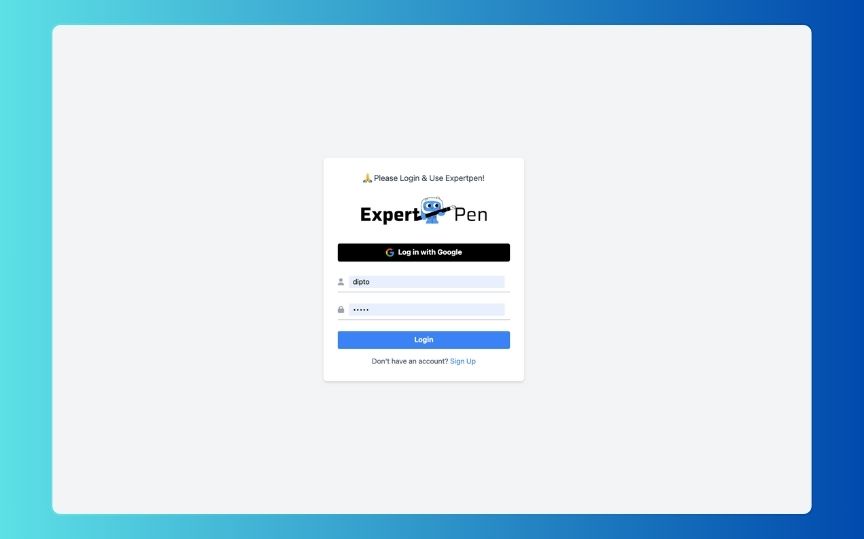 🙏 Please Login & Use Expertpen!
Expert Pen
Log in with Google
dipto
•••••
Login
Don't have an account? Sign Up